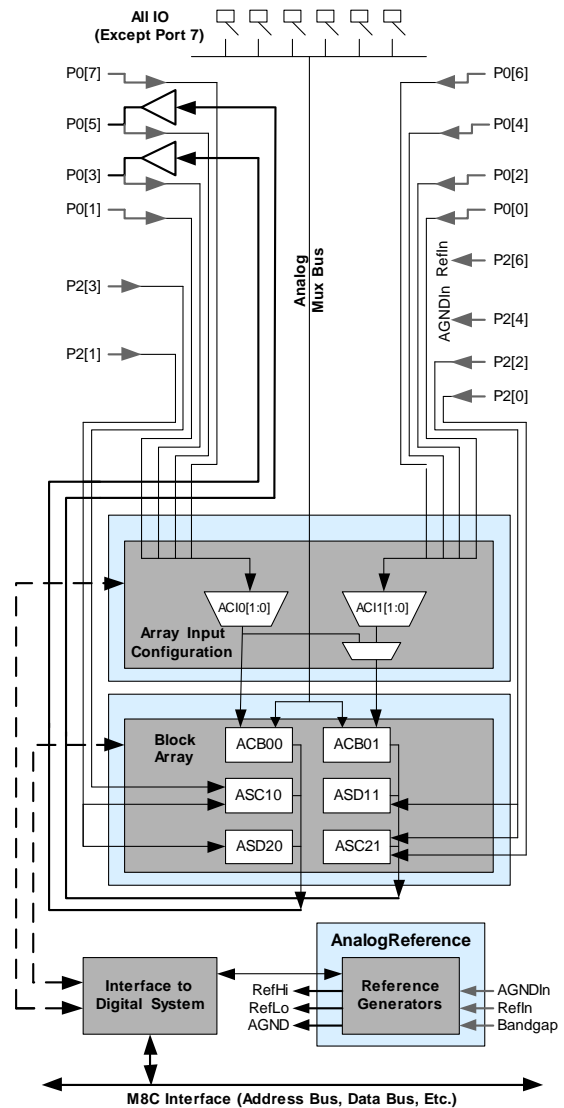 All IO
(Except Port 7)
P0[7]
P0[5]
P0[3]
P0[1]
P2[3]
P2[1]
P0[6]
P0[4]
P0[2]
P0[0]
P2[6]
P2[4]
P2[2]
P2[0]
AGNDIn RefIn
Analog
Mux Bus
ACI0[1:0]
ACI1[1:0]
Array Input
Configuration
Block
Array
ACB00
ACB01
ASC10
ASD11
ASD20
ASC21
AnalogReference
Interface to
Digital System
RefHi
RefLo
AGND
Reference
Generators
AGNDIn
RefIn
Bandgap
M8C Interface (Address Bus, Data Bus, Etc.)